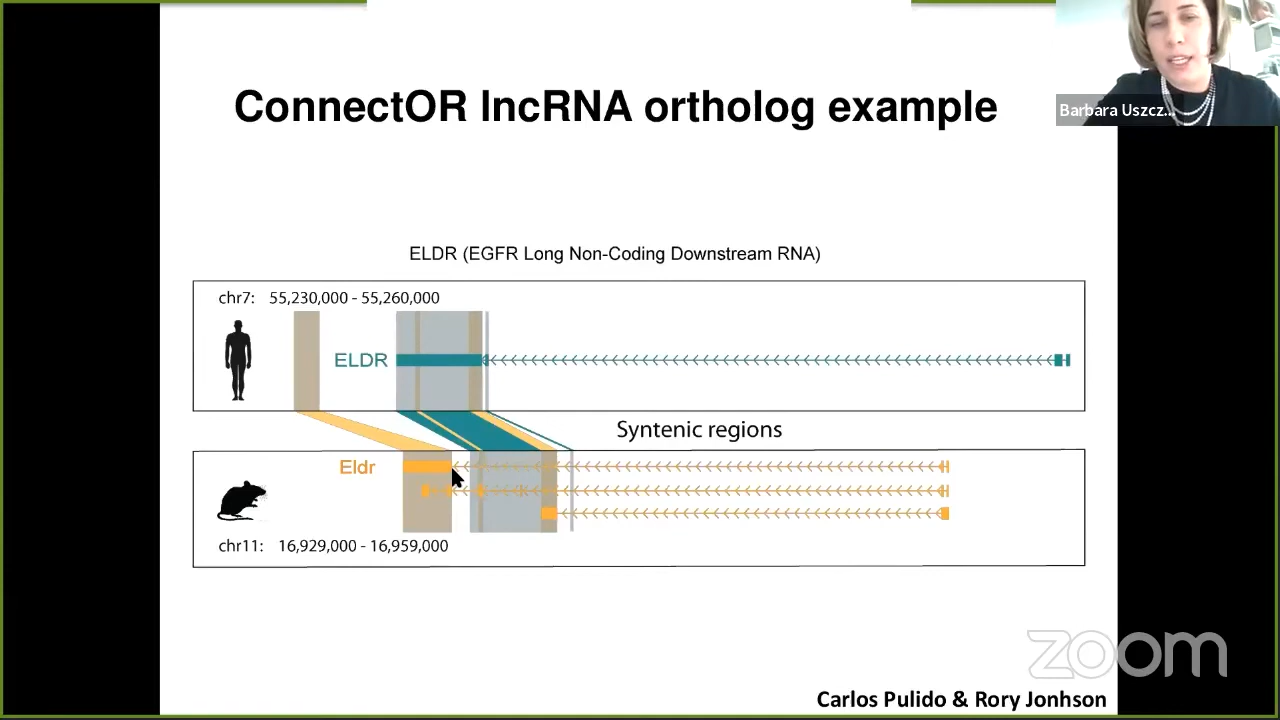 ConnectOR lncRNA ortholog example
Barbara Uszcz...
ELDR (EGFR Long Non-Coding Downstream RNA)
chr7: 55,230,000 - 55,260,000
ELDR
Syntenic regions
Eldr
chr11: 16,929,000 - 16,959,000
zoom
Carlos Pulido & Rory Jonhson